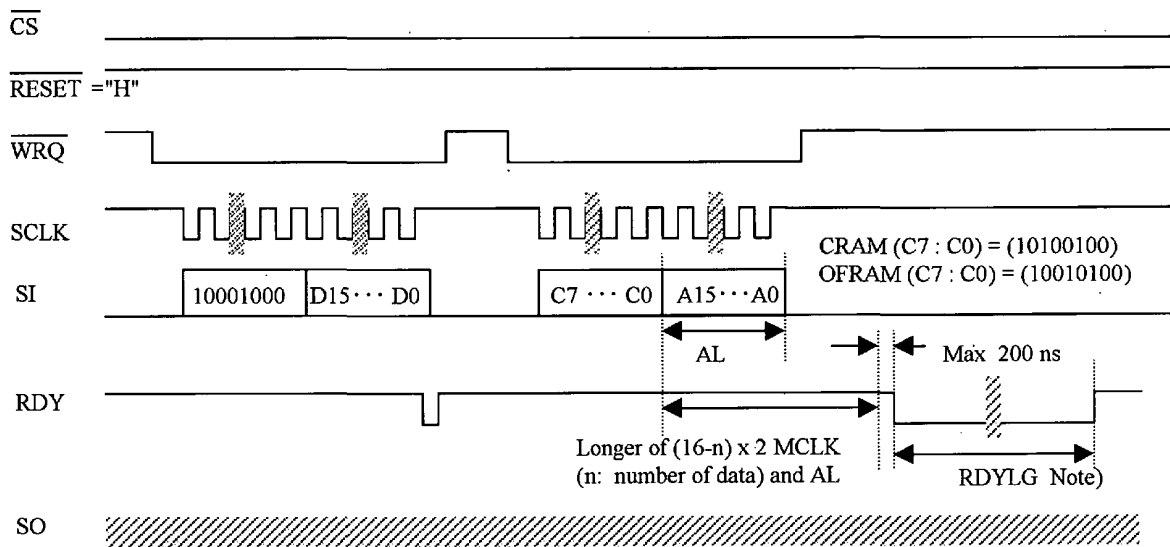 CS
RESET ="H"
WRQ
SCLK
CRAM (C7 : C0) = (10100100)
OFRAM (C7 : C0) = (10010100)
SI
10001000
D15··· D0
C7 ··· C0
A15···A0
AL
Max 200 ns
RDY
Longer of (16-n) x 2 MCLK
(n: number of data) and AL
RDYLG Note)
SO